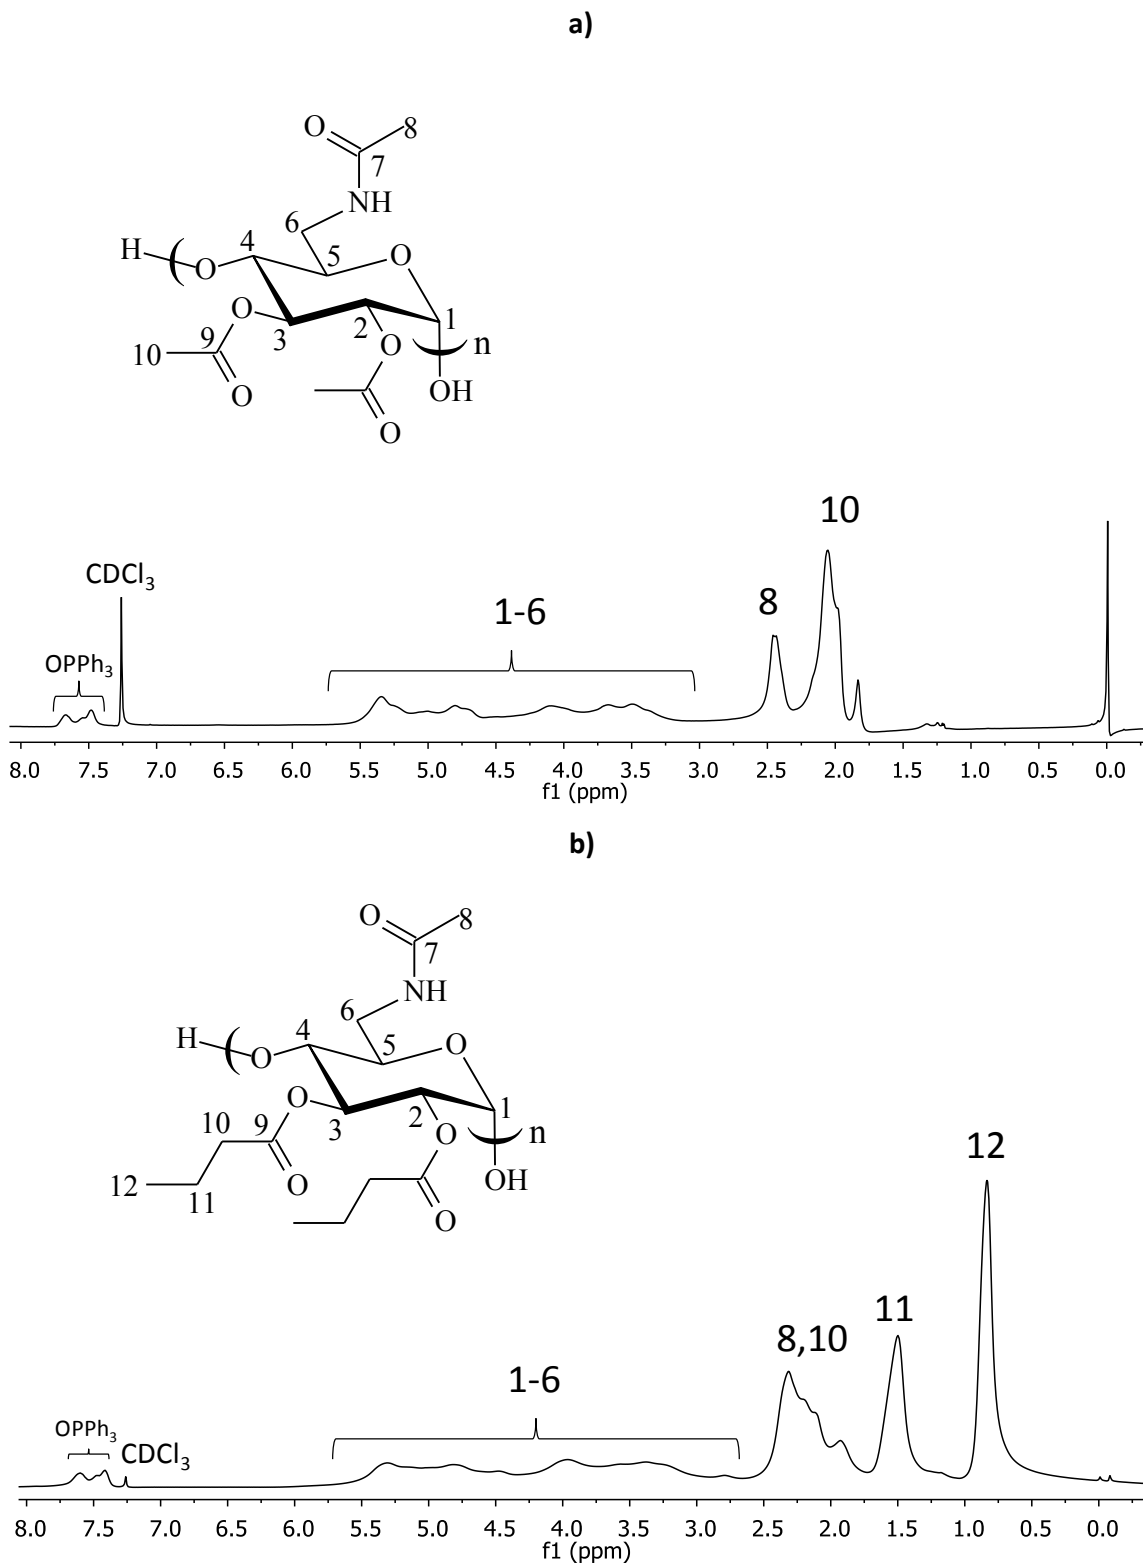 a)
O
8
7
NH
6
H
4
5
O
(
O
O
1
9
3
2
O
)
n
10
O
OH
O
10
8
CDCl₃
1-6
OPPh₃
8.0 7.5 7.0 6.5 6.0 5.5 5.0 4.5 4.0 3.5 3.0 2.5 2.0 1.5 1.0 0.5 0.0
f1 (ppm)
b)
O
8
7
NH
6
H
4
5
O
(
O
O
1
10
9
3
2
O
)
n
12
11
O
OH
O
12
11
8,10
1-6
OPPh₃
CDCl₃
8.0 7.5 7.0 6.5 6.0 5.5 5.0 4.5 4.0 3.5 3.0 2.5 2.0 1.5 1.0 0.5 0.0
f1 (ppm)